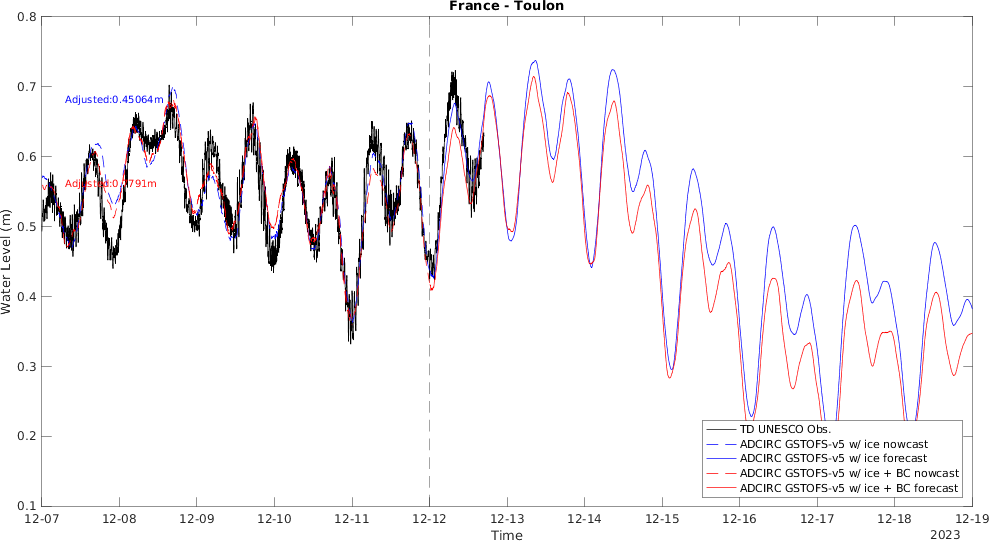 France - Toulon
0.8
0.7
0.6
0.5
0.4
0.3
0.2
0.1
Water Level (m)
Adjusted:0.45064m
12-07
12-08
12-09
12-10
12-11
12-12
12-13
12-14
12-15
12-16
12-17
12-18
12-19
Time
2023
TD UNESCO Obs.
ADCIRC GSTOFS-v5 w/ ice nowcast
ADCIRC GSTOFS-v5 w/ ice forecast
ADCIRC GSTOFS-v5 w/ ice + BC nowcast
ADCIRC GSTOFS-v5 w/ ice + BC forecast